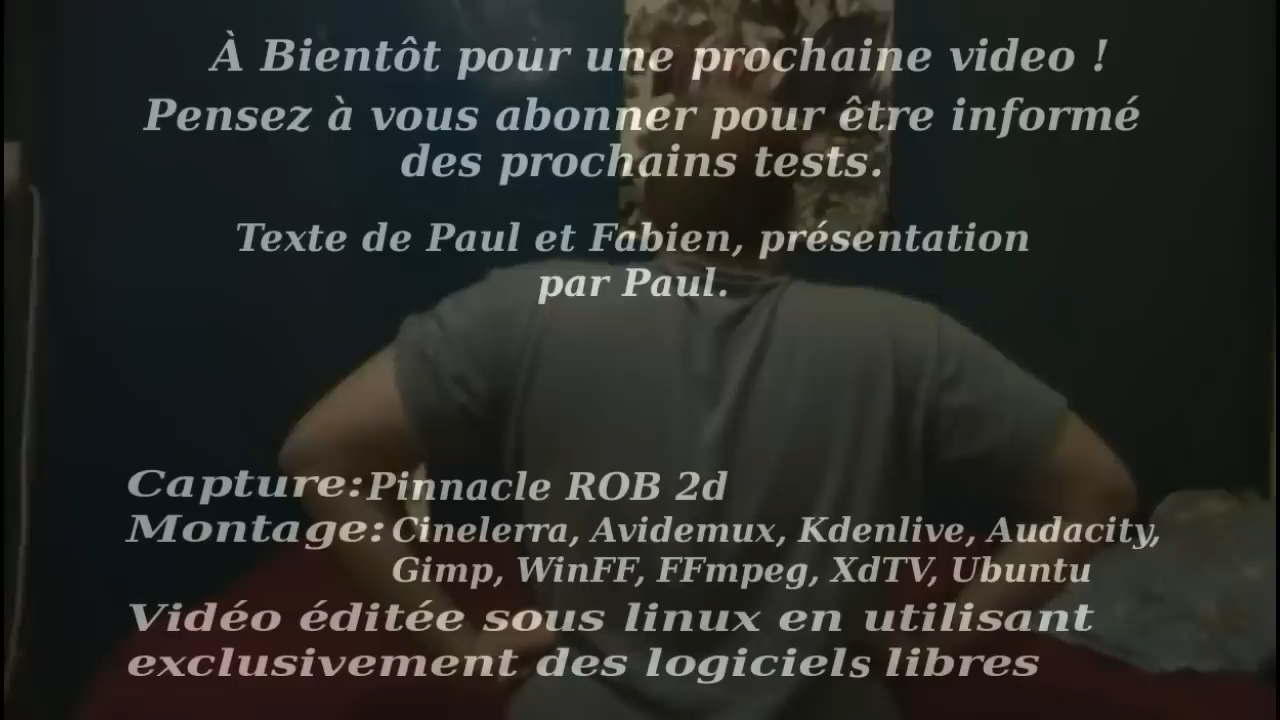 À Bientôt pour une prochaine video !
Pensez à vous abonner pour être informé
des prochains tests.
Texte de Paul et Fabien, présentation
par Paul.
Capture:Pinnacle ROB 2d
Montage:Cinelerra, Avidemux, Kdenlive, Audacity,
Gimp, WinFF, FFmpeg, XdTV, Ubuntu
Vidéo éditée sous linux en utilisant
exclusivement des logiciels libres